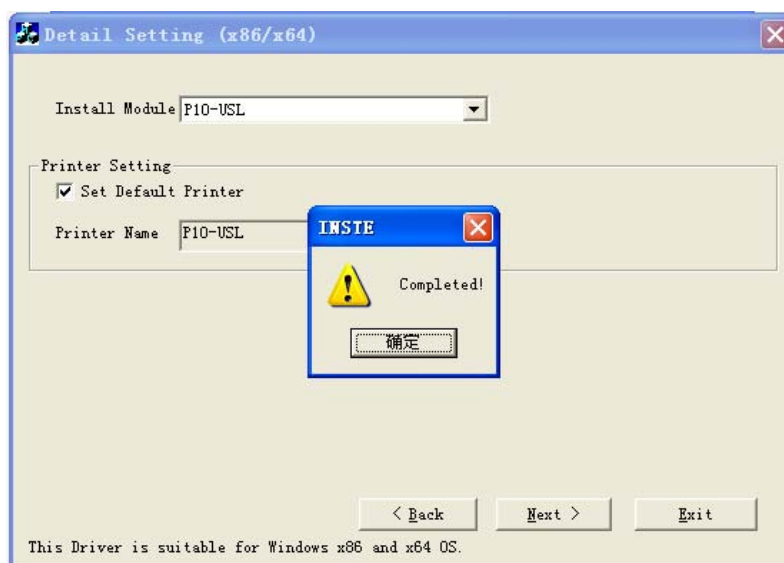 Detail Setting (x86/x64)
Install Module P10-USL
Printer Setting
Set Default Printer
Printer Name P10-USL
INSTE
Completed!
确定
< Back Next > Exit
This Driver is suitable for Windows x86 and x64 OS.